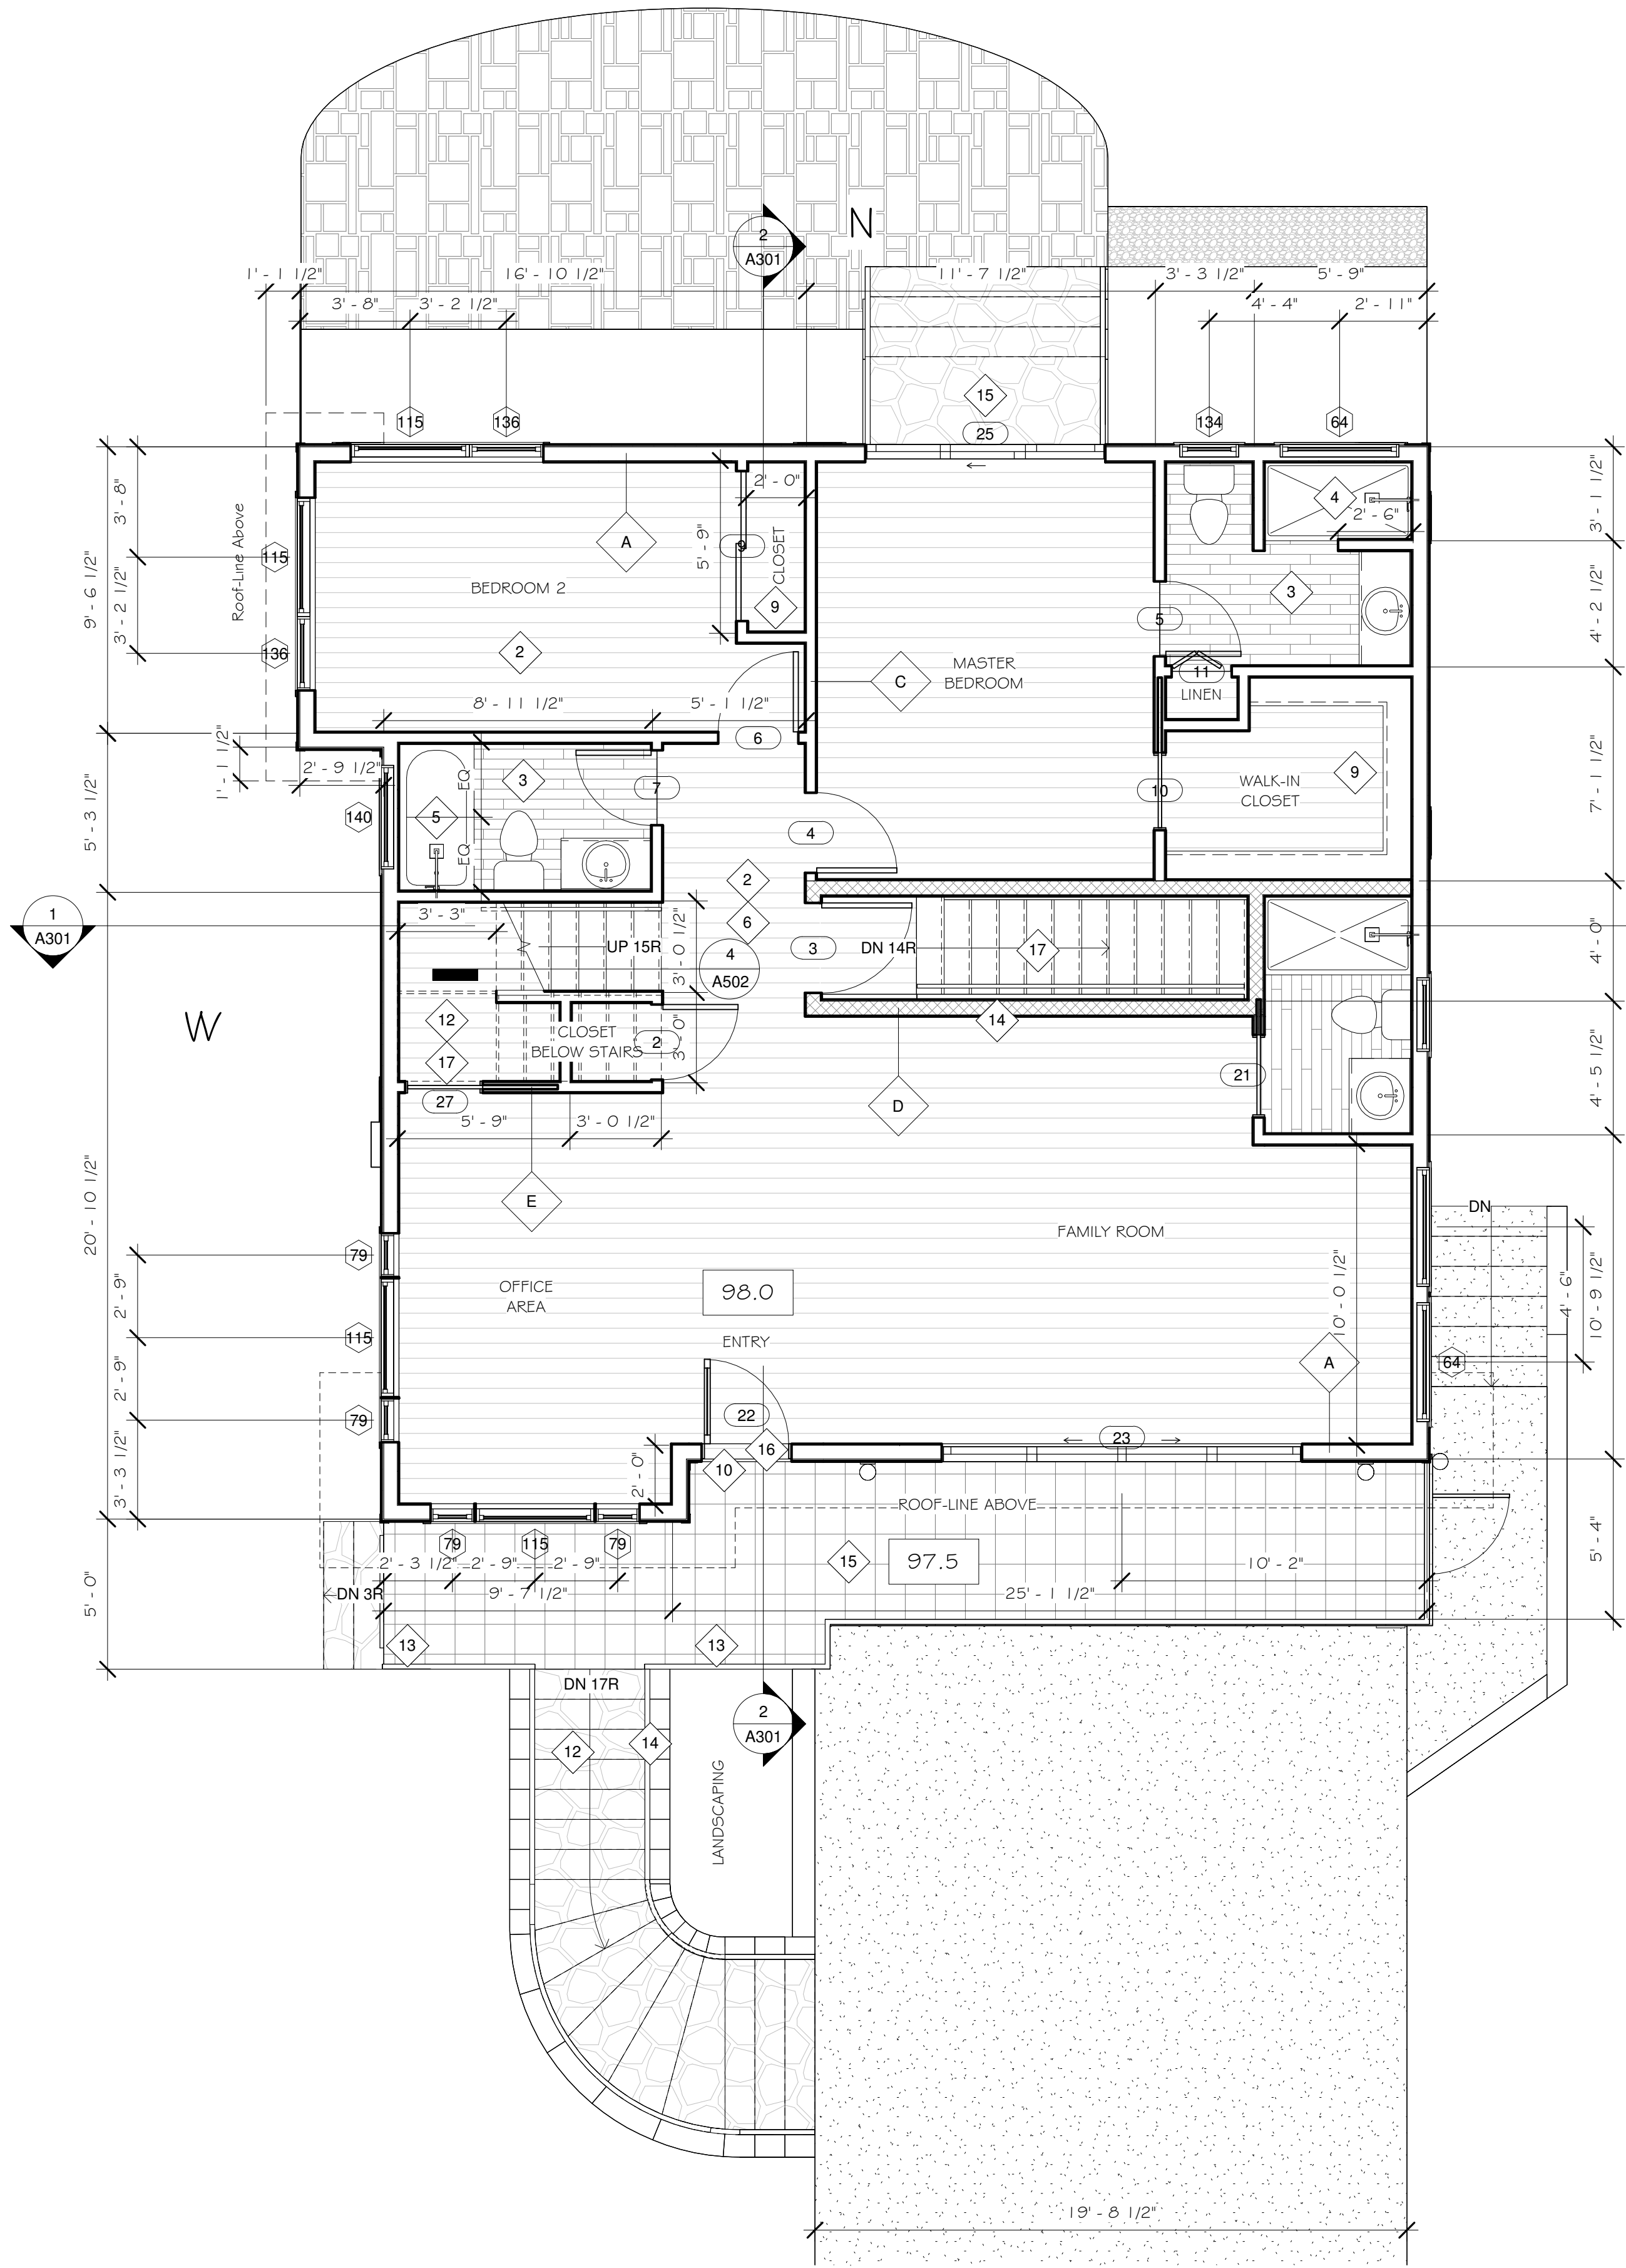 2
A301
N
1' - 1 1/2"
16' - 10 1/2"
11' - 7 1/2"
3' - 3 1/2"
5' - 9"
3' - 8"
3' - 2 1/2"
4' - 4"
2' - 11"
15
25
115
136
134
64
Roof-Line Above
9' - 6 1/2"
3' - 8"
3' - 2 1/2"
115
136
A
2' - 0"
5' - 9"
9
CLOSET
9
BEDROOM 2
2
4
2' - 6"
3
5
11
LINEN
MASTER
BEDROOM
C
3' - 1 1/2"
4' - 2 1/2"
8' - 11 1/2"
5' - 1 1/2"
6
1' - 1 1/2"
2' - 9 1/2"
5' - 3 1/2"
140
EQ
EQ
5
3
7
4
10
WALK-IN
CLOSET
9
7' - 1 1/2"
1
A301
3' - 3"
UP 15R
2
6
3' - 0 1/2"
4
A502
3
DN 14R
17
14
4' - 0"
W
12
17
CLOSET
BELOW STAIRS
2
3' - 0"
27
5' - 9"
3' - 0 1/2"
D
21
4' - 5 1/2"
E
20' - 10 1/2"
79
2' - 9"
115
2' - 9"
79
3' - 3 1/2"
OFFICE
AREA
98.0
ENTRY
FAMILY ROOM
10' - 0 1/2"
A
DN
4' - 6"
10' - 9 1/2"
64
22
16
10
23
2' - 0"
ROOF-LINE ABOVE
79
115
79
2' - 3 1/2"
2' - 9"
2' - 9"
15
97.5
10' - 2"
5' - 4"
5' - 0"
DN 3R
9' - 7 1/2"
25' - 1 1/2"
13
13
DN 17R
12
14
2
A301
LANDSCAPING
19' - 8 1/2"